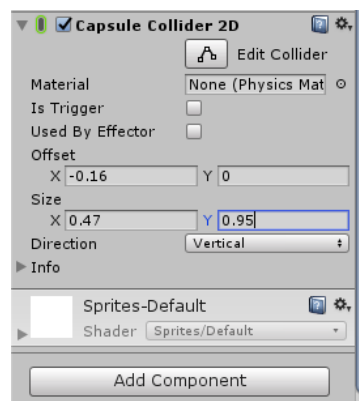 Capsule Collider 2D
Edit Collider
Material None (Physics Mat
Is Trigger
Used By Effector
Offset
X -0.16 Y 0
Size
X 0.47 Y 0.95
Direction Vertical
Info
Sprites-Default
Shader Sprites/Default
Add Component